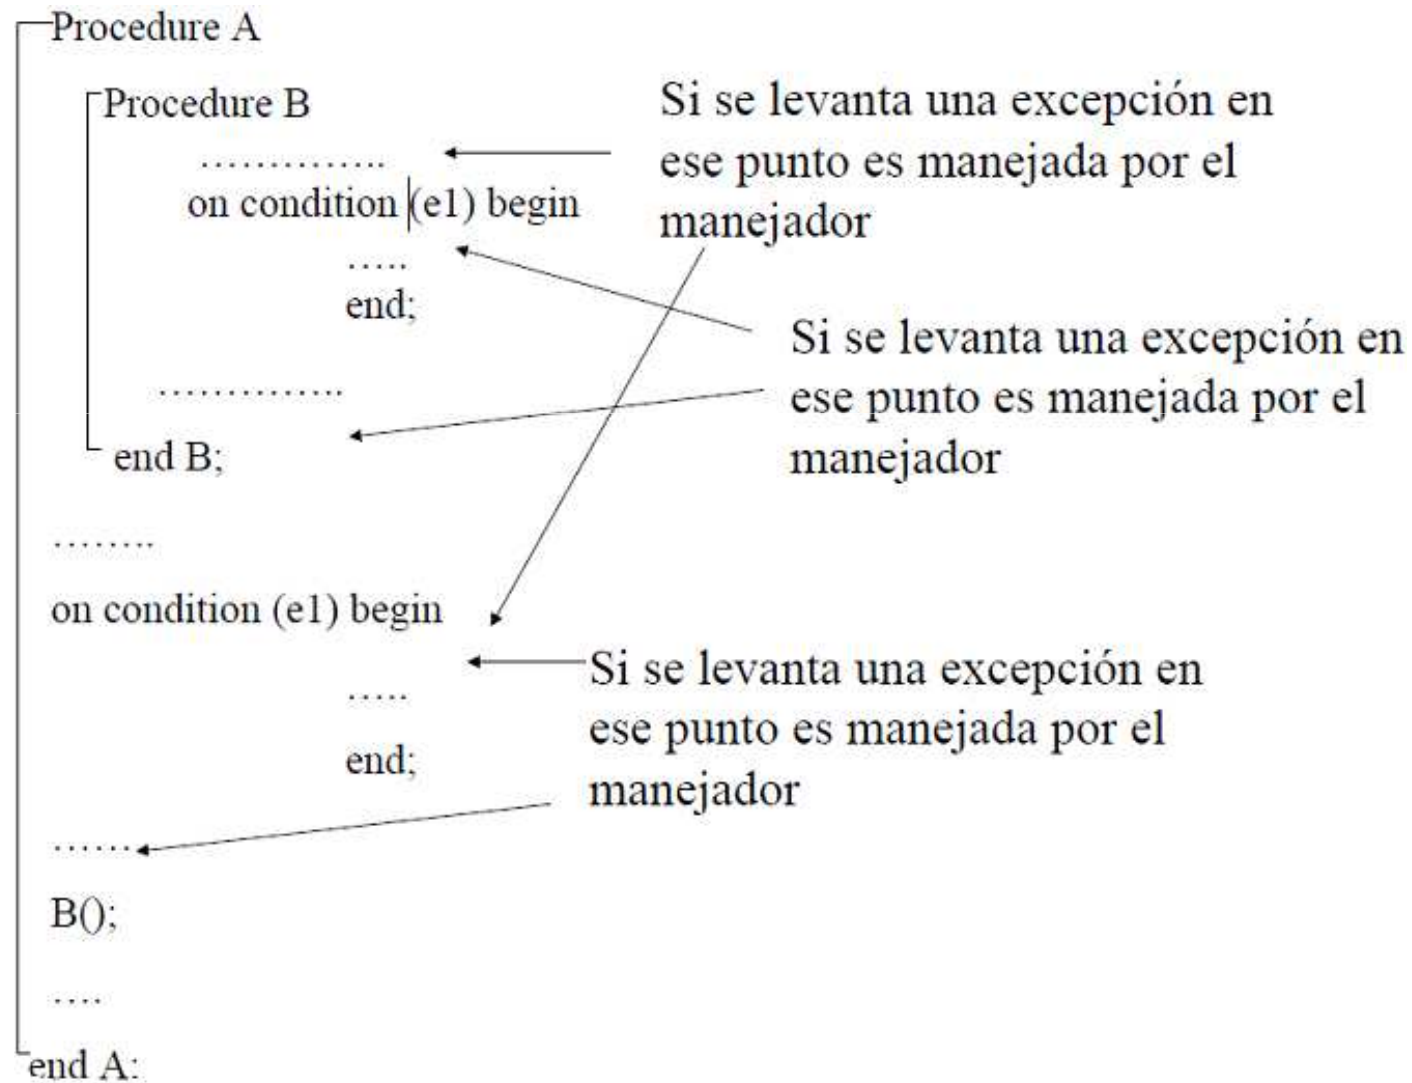 Procedure A
Procedure B
…………..
on condition (e1) begin
…..
end;
………….
end B;
……..
on condition (e1) begin
…..
end;
……
B();
….
end A:
Si se levanta una excepción en
ese punto es manejada por el
manejador
Si se levanta una excepción en
ese punto es manejada por el
manejador
Si se levanta una excepción en
ese punto es manejada por el
manejador